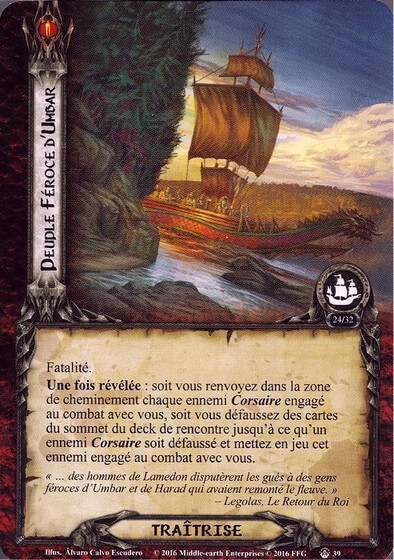 PEUPLE FÉROCE D'UMBAR
24/32
Fatalité.
Une fois révélée : soit vous renvoyez dans la zone
de cheminement chaque ennemi Corsaire engagé
au combat avec vous, soit vous défaussez des cartes
du sommet du deck de rencontre jusqu'à ce qu'un
ennemi Corsaire soit défaussé et mettez en jeu cet
ennemi engagé au combat avec vous.
« ... des hommes de Lamedon disputèrent les gués à des gens
féroces d'Umbar et de Harad qui avaient remonté le fleuve. »
– Legolas, Le Retour du Roi
TRAÎTRISE
Illus. Álvaro Calvo Escudero © 2016 Middle-earth Enterprises © 2016 FFG 39